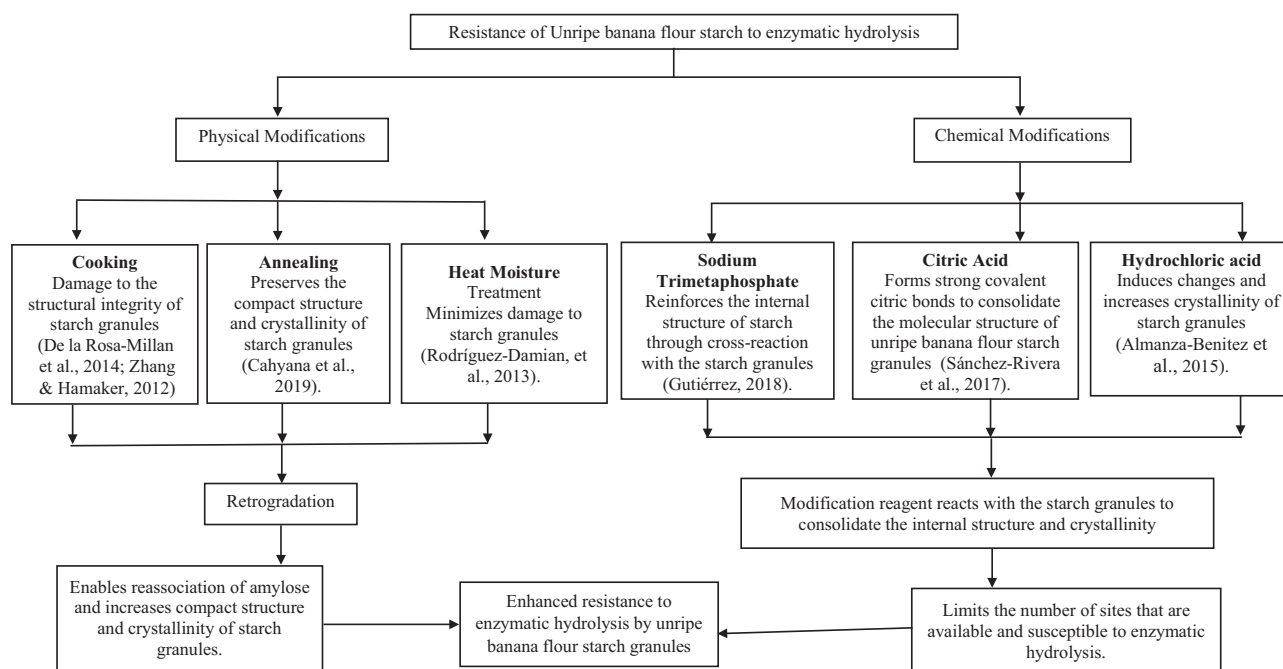 Resistance of Unripe banana flour starch to enzymatic hydrolysis
Physical Modifications
Chemical Modifications
Cooking
Damage to the
structural integrity of
starch granules
(De la Rosa-Millan
et al., 2014; Zhang
& Hamaker, 2012)
Annealing
Preserves the
compact structure
and crystallinity of
starch granules
(Cahyana et al.,
2019).
Heat Moisture
Treatment
Minimizes damage to
starch granules
(Rodríguez-Damian, et
al., 2013).
Sodium
Trimetaphosphate
Reinforces the internal
structure of starch
through cross-reaction
with the starch granules
(Gutiérrez, 2018).
Citric Acid
Forms strong covalent
citric bonds to consolidate
the molecular structure of
unripe banana flour starch
granules (Sánchez-Rivera
et al., 2017).
Hydrochloric acid
Induces changes and
increases crystallinity of
starch granules
(Almanza-Benitez et
al., 2015).
Retrogradation
Modification reagent reacts with the starch granules to
consolidate the internal structure and crystallinity
Enables reassociation of amylose
and increases compact structure
and crystallinity of starch
granules.
Enhanced resistance to
enzymatic hydrolysis by unripe
banana flour starch granules
Limits the number of sites that are
available and susceptible to enzymatic
hydrolysis.